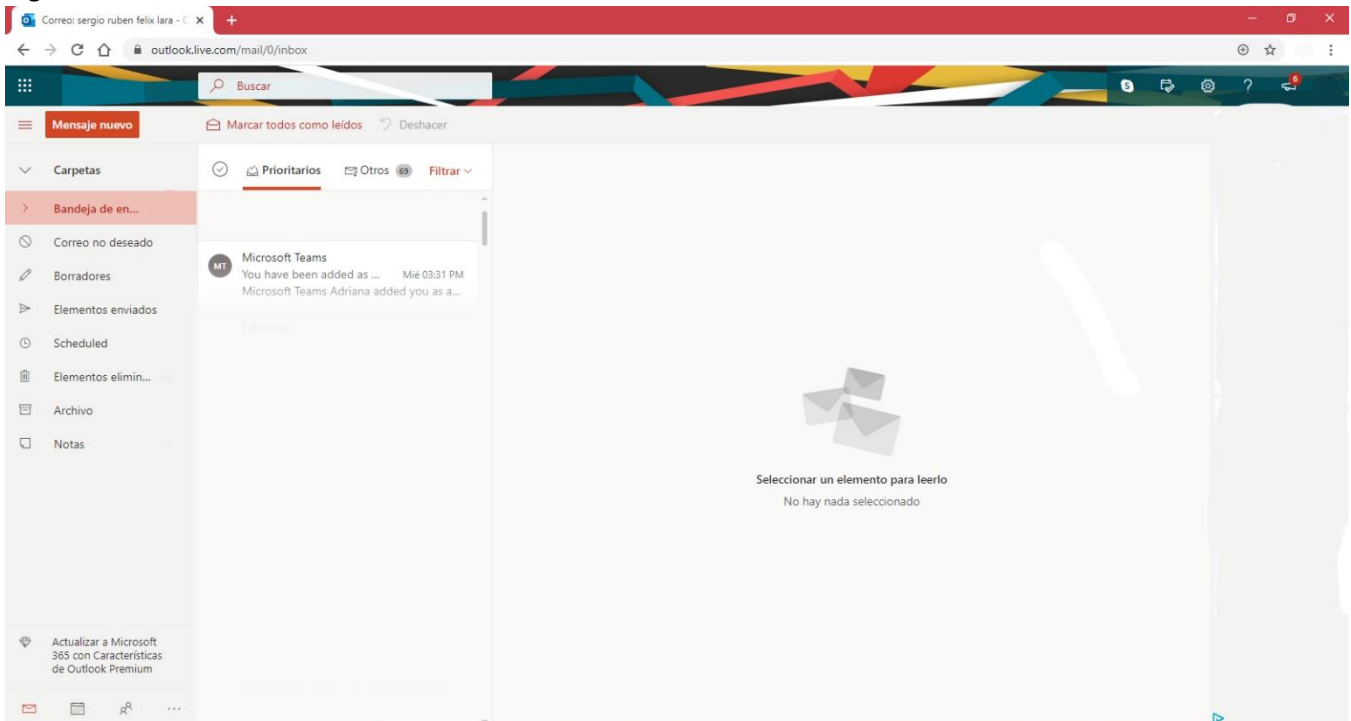 Correo: sergio ruben felix lara - C
outlook.live.com/mail/0/inbox
Buscar
S
6
Mensaje nuevo
Marcar todos como leídos
Deshacer
Carpetas
Prioritarios
Otros 69
Filtrar
Bandeja de en...
Correo no deseado
Borradores
Elementos enviados
Scheduled
Elementos elimin...
Archivo
Notas
MT
Microsoft Teams
You have been added as ... Mié 03:31 PM
Microsoft Teams Adriana added you as a...
Seleccionar un elemento para leerlo
No hay nada seleccionado
Actualizar a Microsoft
365 con Características
de Outlook Premium